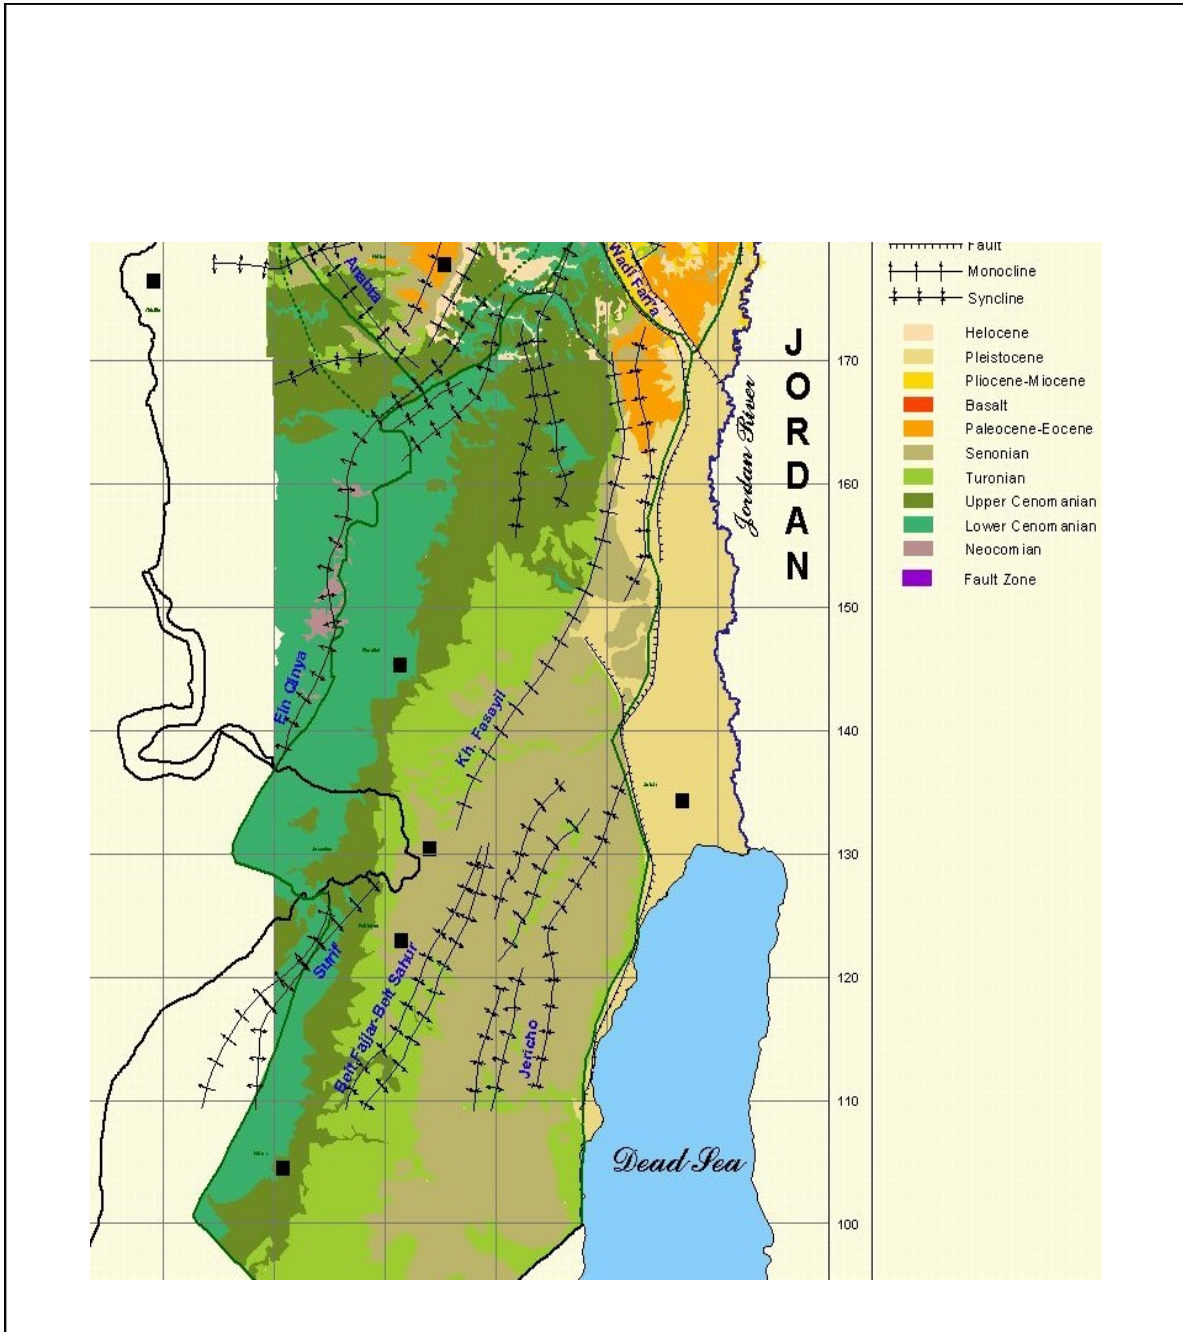 Fault
Monocline
Syncline
Helocene
Pleistocene
Pliocene-Miocene
Basalt
Paleocene-Eocene
Senonian
Turonian
Upper Cenomanian
Lower Cenomanian
Neocomian
Fault Zone
JORDAN
Jordan River
Wadi Farra
Anabta
Ein Qiinya
Kh. Fasayil
Surif
Beit Fajjar-Beit Sahur
Jericho
Dead Sea
170
160
150
140
130
120
110
100